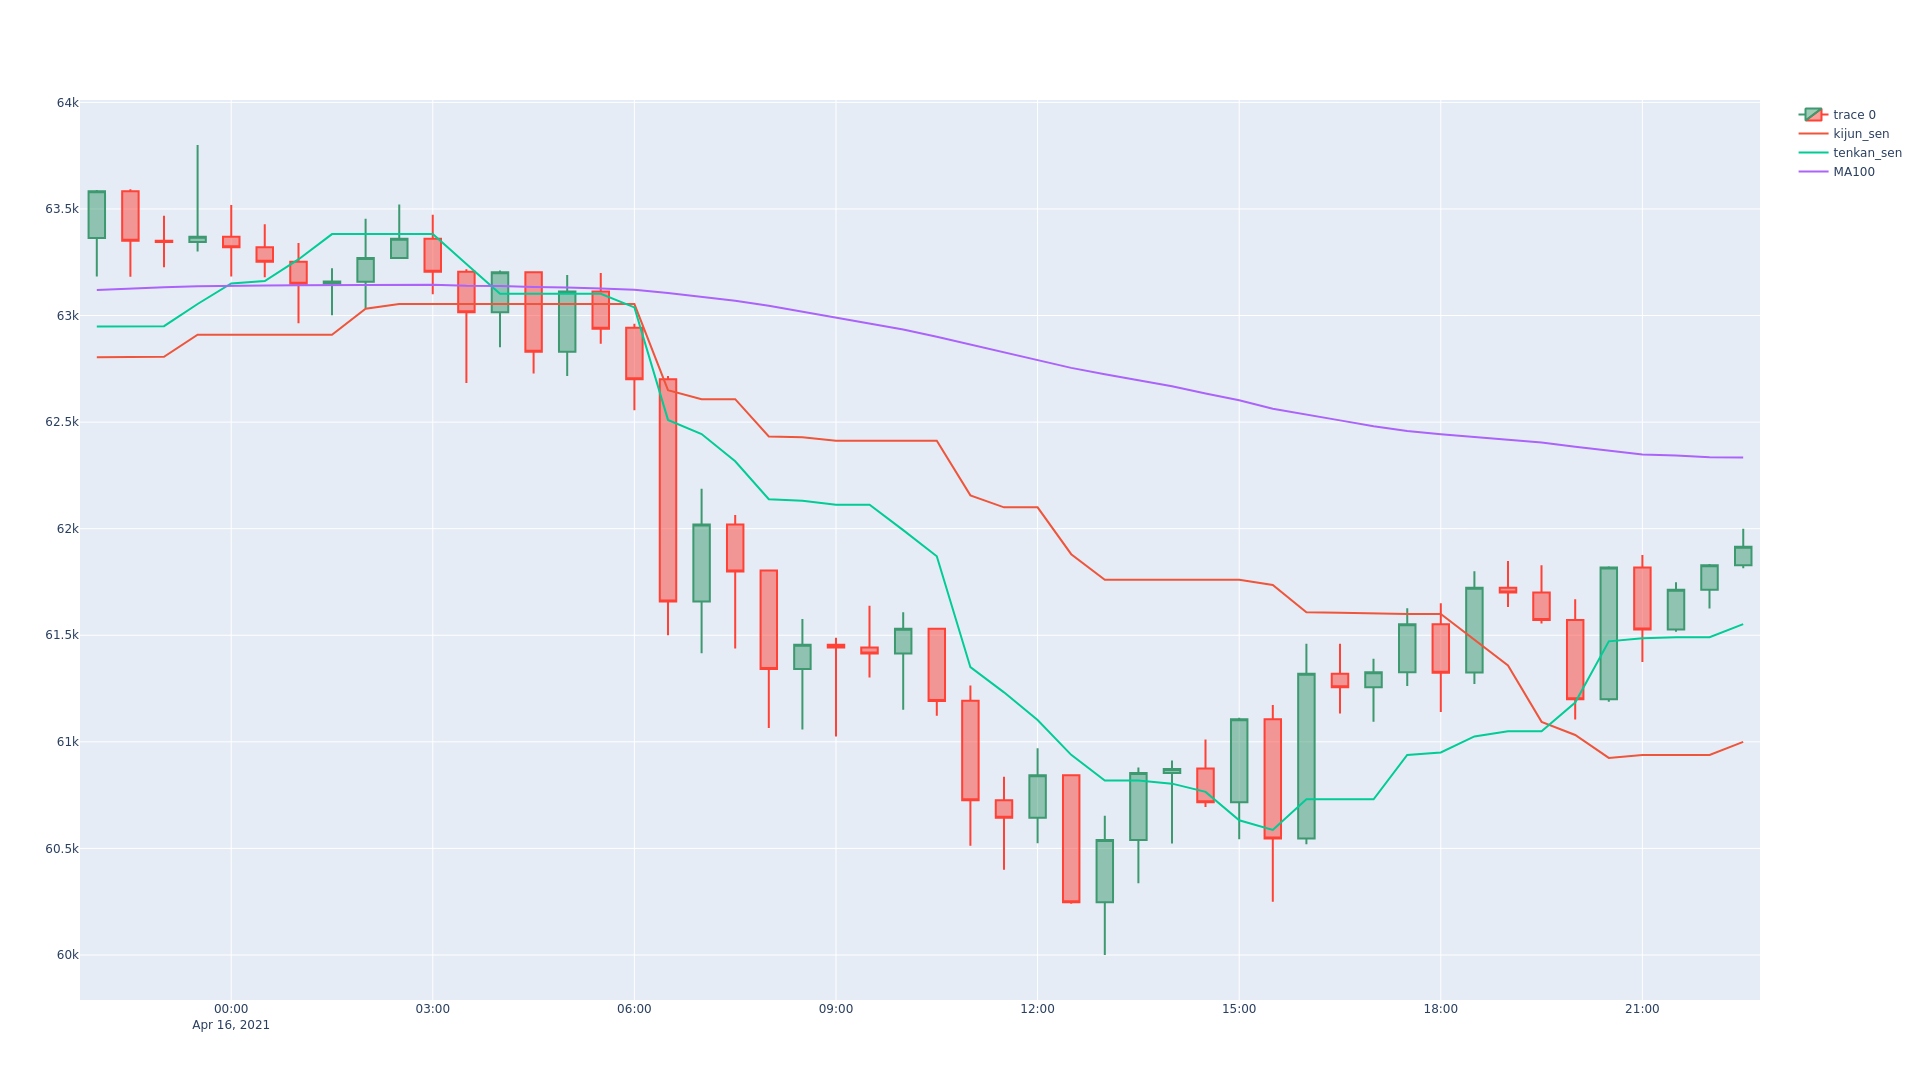 64k
63.5k
63k
62.5k
62k
61.5k
61k
60.5k
60k
00:00
Apr 16, 2021
03:00
06:00
09:00
12:00
15:00
18:00
21:00
trace 0
kijun_sen
tenkan_sen
MA100